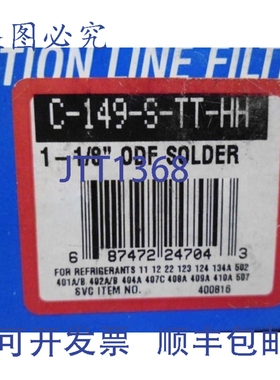 盗图必究
TION LINE FILT
C-149-S-TT-HH
1-1/8" ODF SOLDER
JTT1368
6 87472 24704 3
FOR REFRIGERANTS 11 12 22 123 124 134A 502
401A/B 402A/B 404A 407C 408A 409A 410A 507
SVC ITEM NO. 400816
可开发票 顺丰包邮